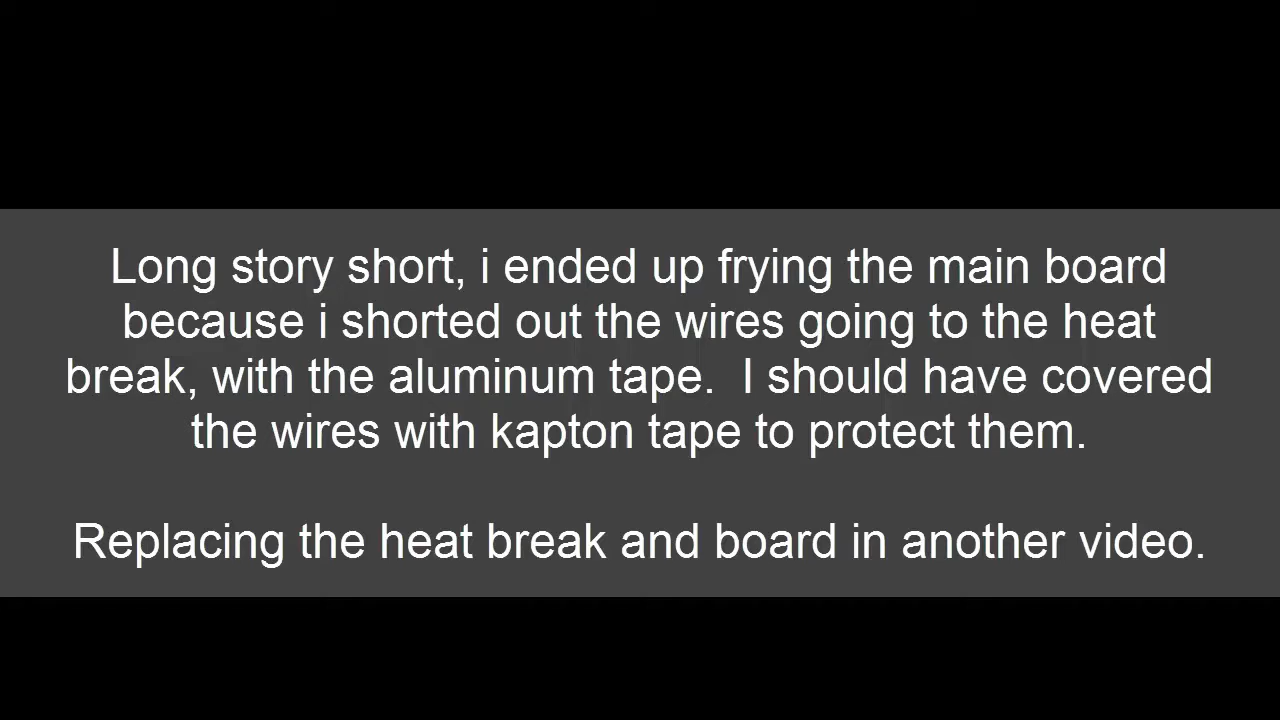 Long story short, i ended up frying the main board
because i shorted out the wires going to the heat
break, with the aluminum tape.  I should have covered
the wires with kapton tape to protect them.
Replacing the heat break and board in another video.